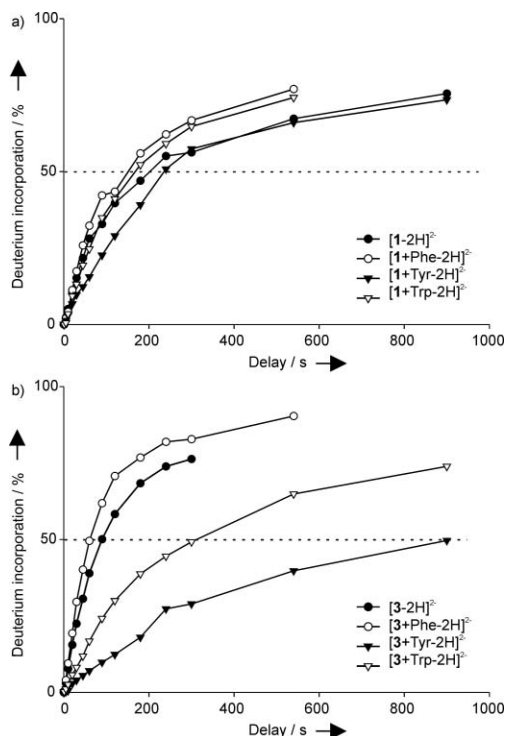 a)
100
50
0
Deuterium incorporation / %
[1-2H]²⁻
[1+Phe-2H]²⁻
[1+Tyr-2H]²⁻
[1+Trp-2H]²⁻
0 200 400 600 800 1000
Delay / s
b)
100
50
0
Deuterium incorporation / %
[3-2H]²⁻
[3+Phe-2H]²⁻
[3+Tyr-2H]²⁻
[3+Trp-2H]²⁻
0 200 400 600 800 1000
Delay / s